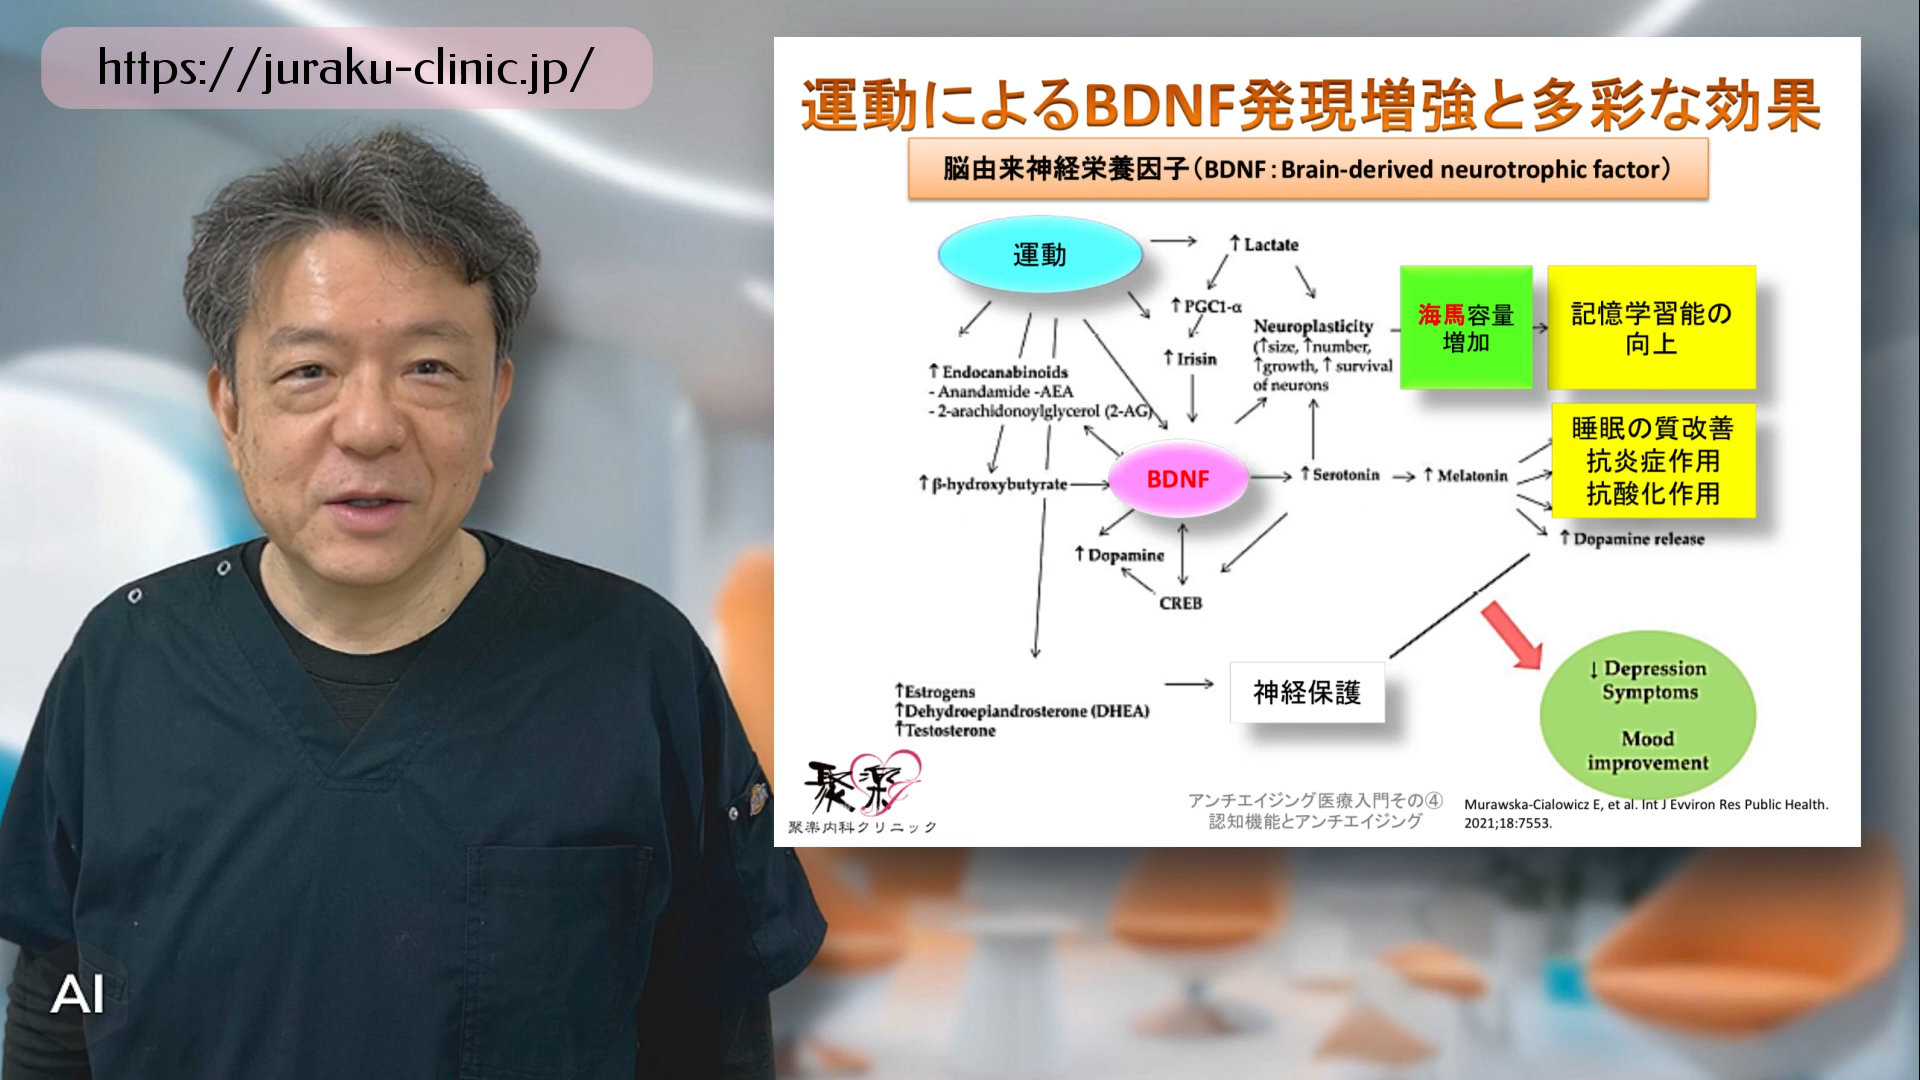 https://juraku-clinic.jp/
運動によるBDNF発現増強と多彩な効果
脳由来神経栄養因子(BDNF:Brain-derived neurotrophic factor)
運動
↑ Lactate
↑ PGC1-α
↑ Irisin
Neuroplasticity
(↑size, ↑number,
↑growth, ↑ survival
of neurons
海馬容量
増加
記憶学習能の
向上
↑ Endocanabinoids
- Anandamide -AEA
- 2-arachidonoylglycerol (2-AG)
睡眠の質改善
抗炎症作用
抗酸化作用
↑ β-hydroxybutyrate
BDNF
↑ Serotonin
↑ Melatonin
↑ Dopamine release
↑ Dopamine
CREB
↑Estrogens
↑Dehydroepiandrosterone (DHEA)
↑Testosterone
神経保護
↓ Depression
Symptoms
Mood
improvement
聚楽
聚楽内科クリニック
アンチエイジング医療入門その④
認知機能とアンチエイジング
Murawska-Cialowicz E, et al. Int J Evviron Res Public Health.
2021;18:7553.
AI